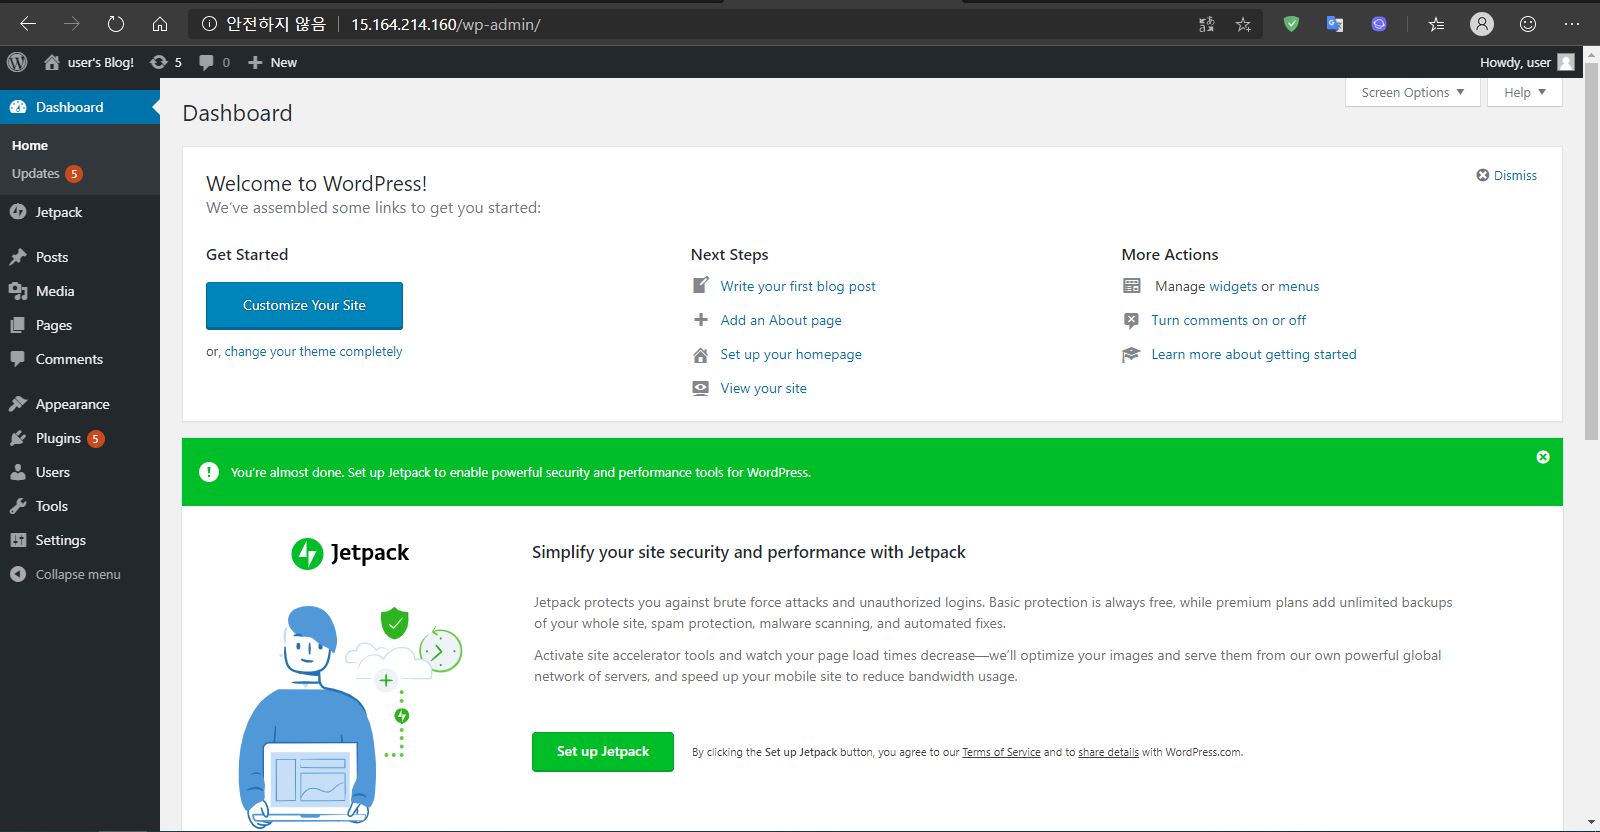 안전하지 않음 15.164.214.160/wp-admin/
user's Blog! 5 0 New
Howdy, user
Dashboard
Home
Updates 5
Jetpack
Posts
Media
Pages
Comments
Appearance
Plugins 5
Users
Tools
Settings
Collapse menu
Screen Options
Help
Dashboard
Welcome to WordPress!
Dismiss
We've assembled some links to get you started:
Get Started
Customize Your Site
or, change your theme completely
Next Steps
Write your first blog post
Add an About page
Set up your homepage
View your site
More Actions
Manage widgets or menus
Turn comments on or off
Learn more about getting started
You're almost done. Set up Jetpack to enable powerful security and performance tools for WordPress.
Jetpack
Simplify your site security and performance with Jetpack
Jetpack protects you against brute force attacks and unauthorized logins. Basic protection is always free, while premium plans add unlimited backups
of your whole site, spam protection, malware scanning, and automated fixes.
Activate site accelerator tools and watch your page load times decrease—we'll optimize your images and serve them from our own powerful global
network of servers, and speed up your mobile site to reduce bandwidth usage.
Set up Jetpack
By clicking the Set up Jetpack button, you agree to our Terms of Service and to share details with WordPress.com.